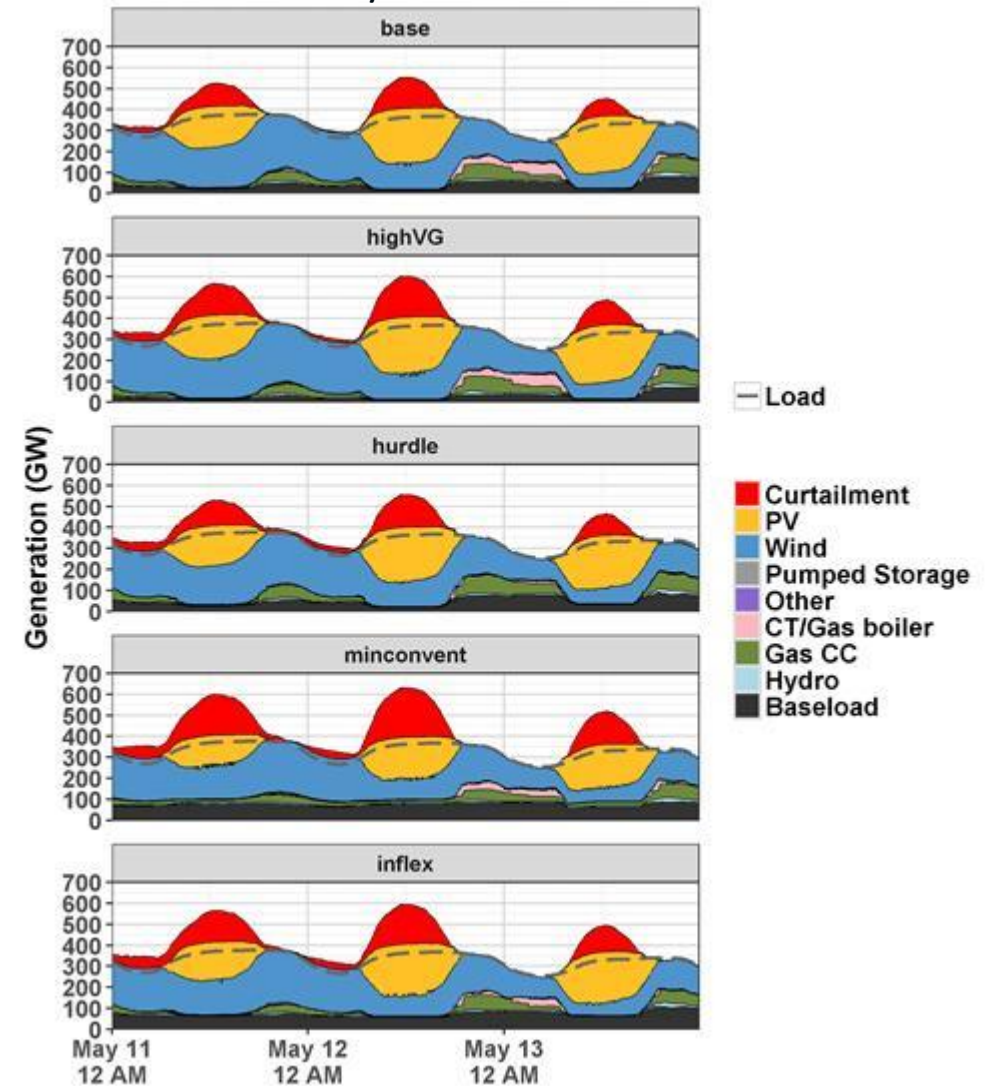 base
700
600
500
400
300
200
100
0
highVG
700
600
500
400
300
200
100
0
hurdle
700
600
500
400
300
200
100
0
minconvent
700
600
500
400
300
200
100
0
inflex
700
600
500
400
300
200
100
0
Generation (GW)
May 11
12 AM
May 12
12 AM
May 13
12 AM
Load
Curtailment
PV
Wind
Pumped Storage
Other
CT/Gas boiler
Gas CC
Hydro
Baseload